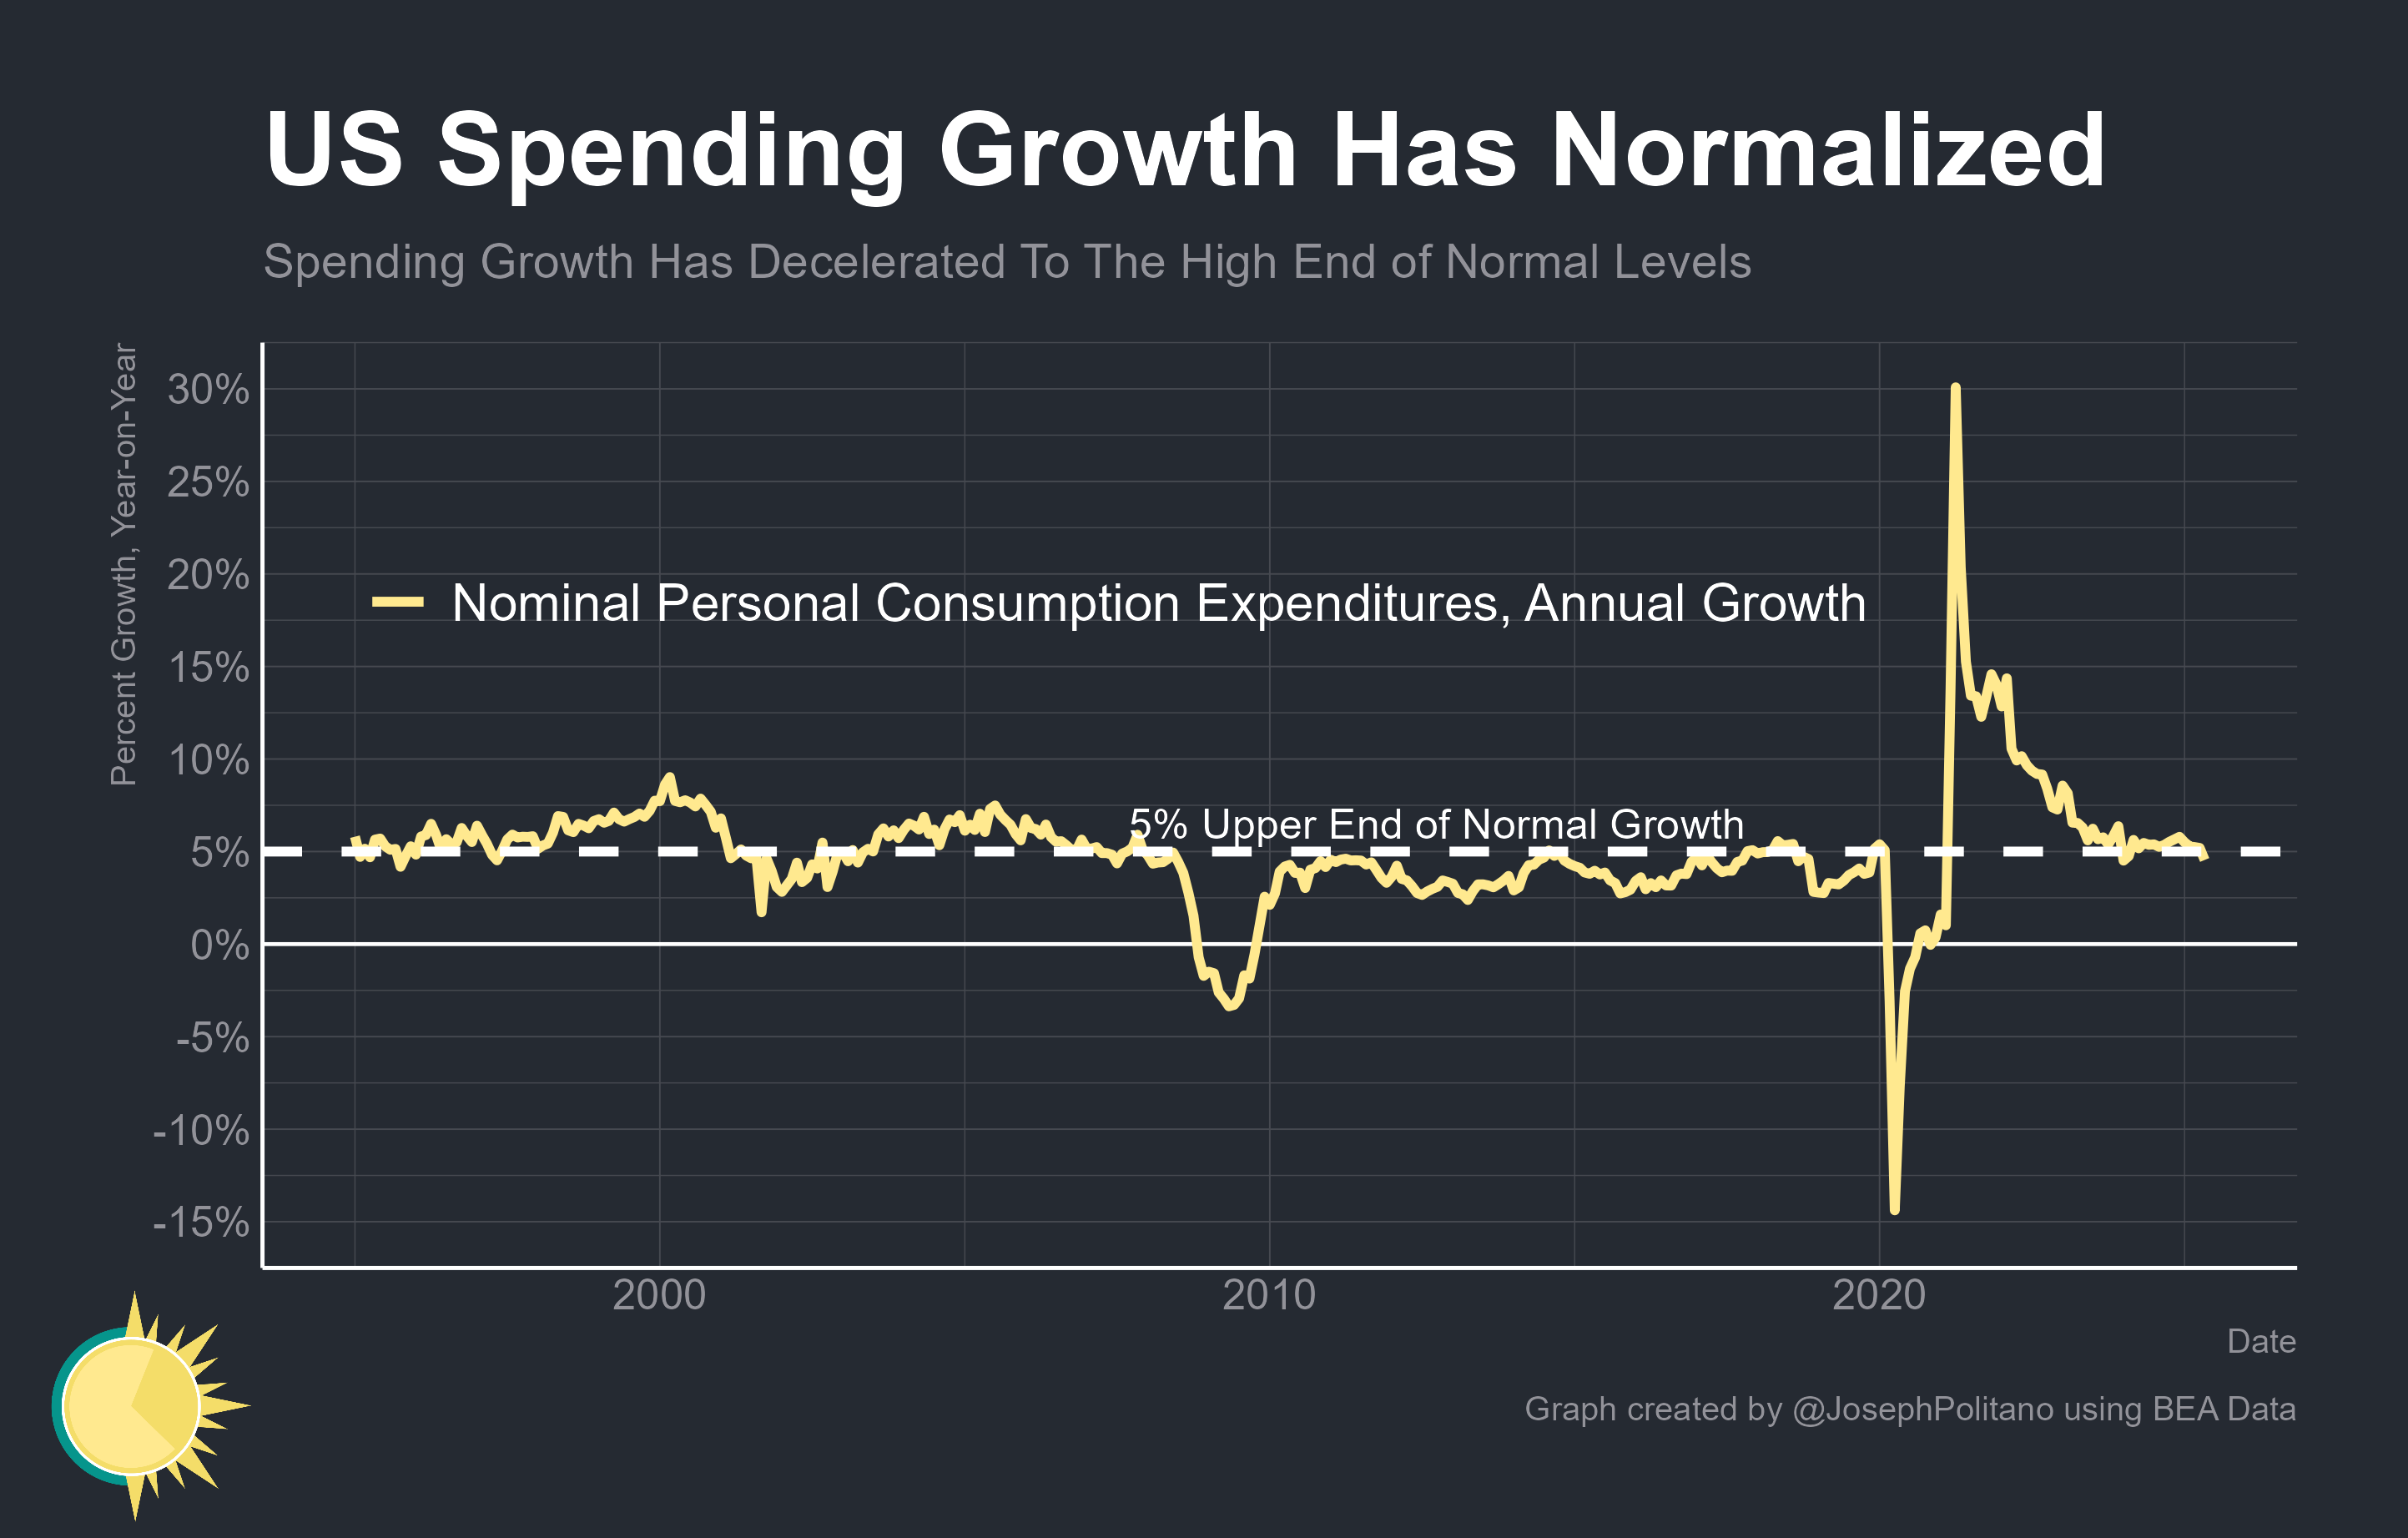 US Spending Growth Has Normalized
Spending Growth Has Decelerated To The High End of Normal Levels
Percent Growth, Year-on-Year
30%
25%
20%
15%
10%
5%
0%
-5%
-10%
-15%
Nominal Personal Consumption Expenditures, Annual Growth
5% Upper End of Normal Growth
2000
2010
2020
Date
Graph created by @JosephPolitano using BEA Data